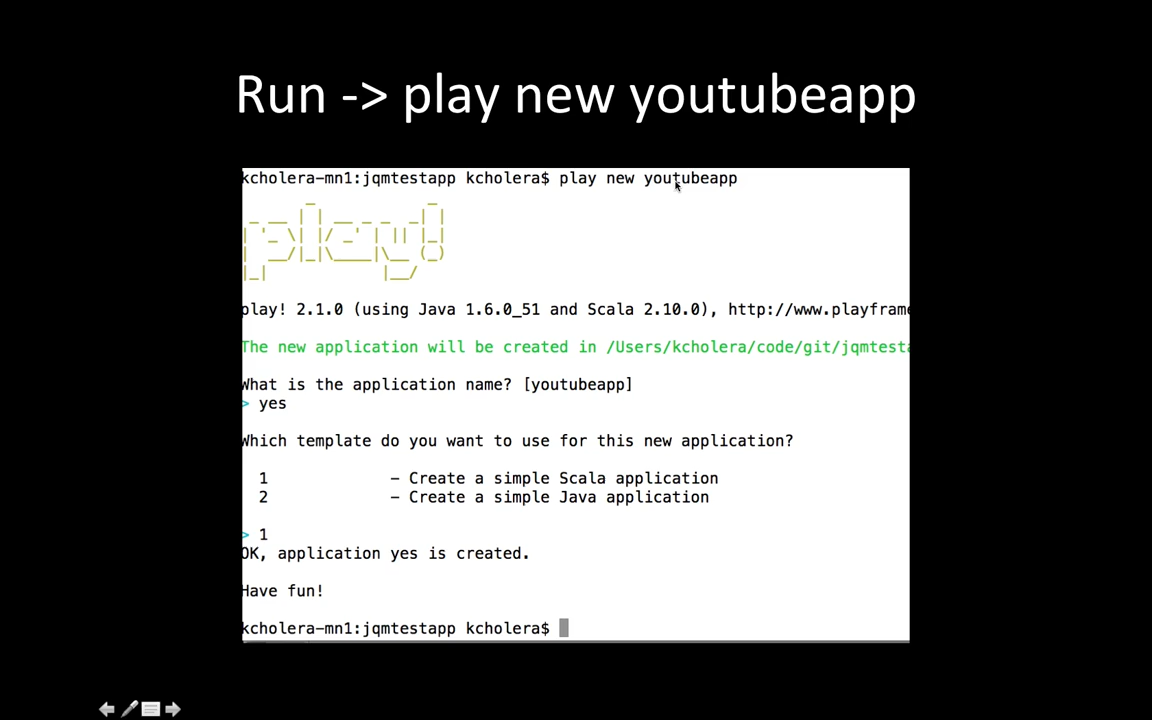 Run -> play new youtubeapp
kcholera-mn1:jqmtestapp kcholera$ play new youtubeapp
play!
play! 2.1.0 (using Java 1.6.0_51 and Scala 2.10.0), http://www.playframe
The new application will be created in /Users/kcholera/code/git/jqmtesta
What is the application name? [youtubeapp]
> yes
Which template do you want to use for this new application?
1 – Create a simple Scala application
2 – Create a simple Java application
> 1
OK, application yes is created.
Have fun!
kcholera-mn1:jqmtestapp kcholera$